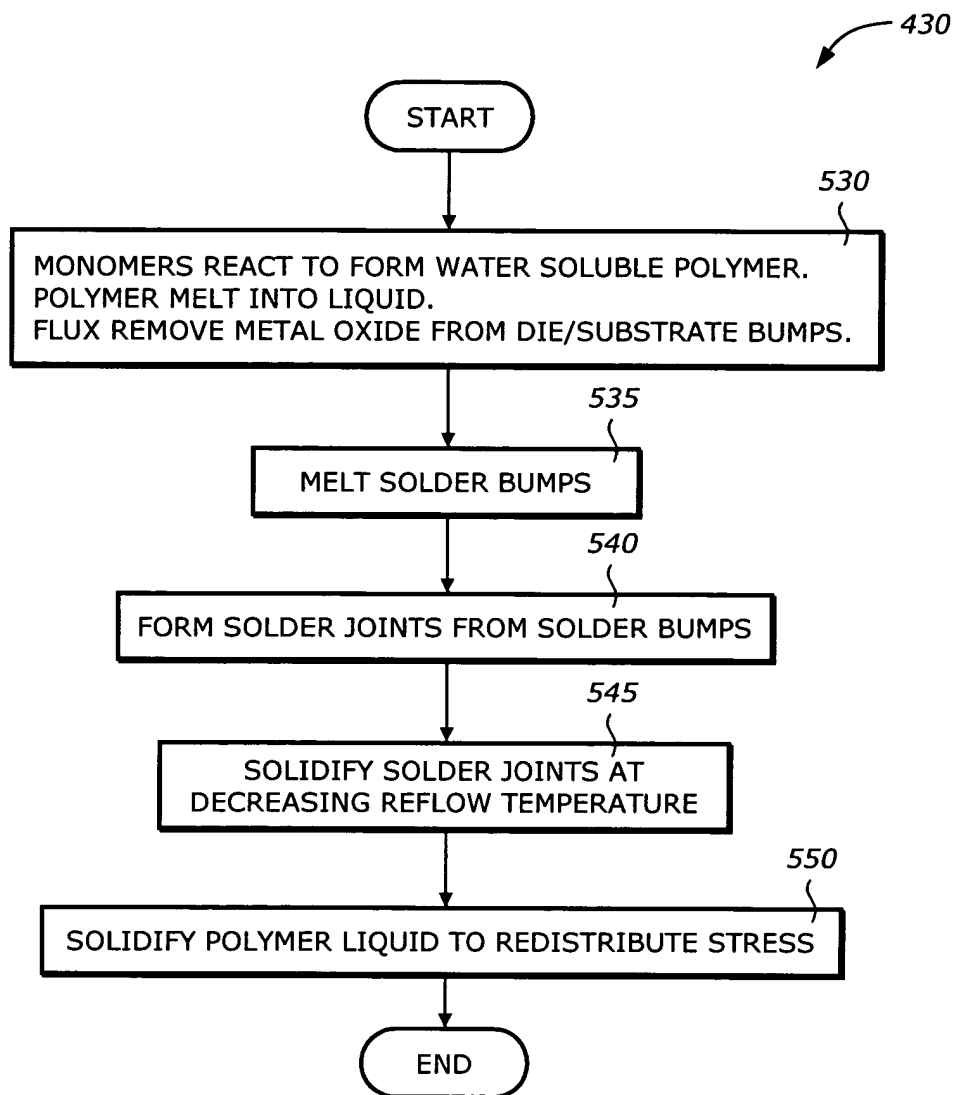 430
START
530
MONOMERS REACT TO FORM WATER SOLUBLE POLYMER.
POLYMER MELT INTO LIQUID.
FLUX REMOVE METAL OXIDE FROM DIE/SUBSTRATE BUMPS.
535
MELT SOLDER BUMPS
540
FORM SOLDER JOINTS FROM SOLDER BUMPS
545
SOLIDIFY SOLDER JOINTS AT
DECREASING REFLOW TEMPERATURE
550
SOLIDIFY POLYMER LIQUID TO REDISTRIBUTE STRESS
END